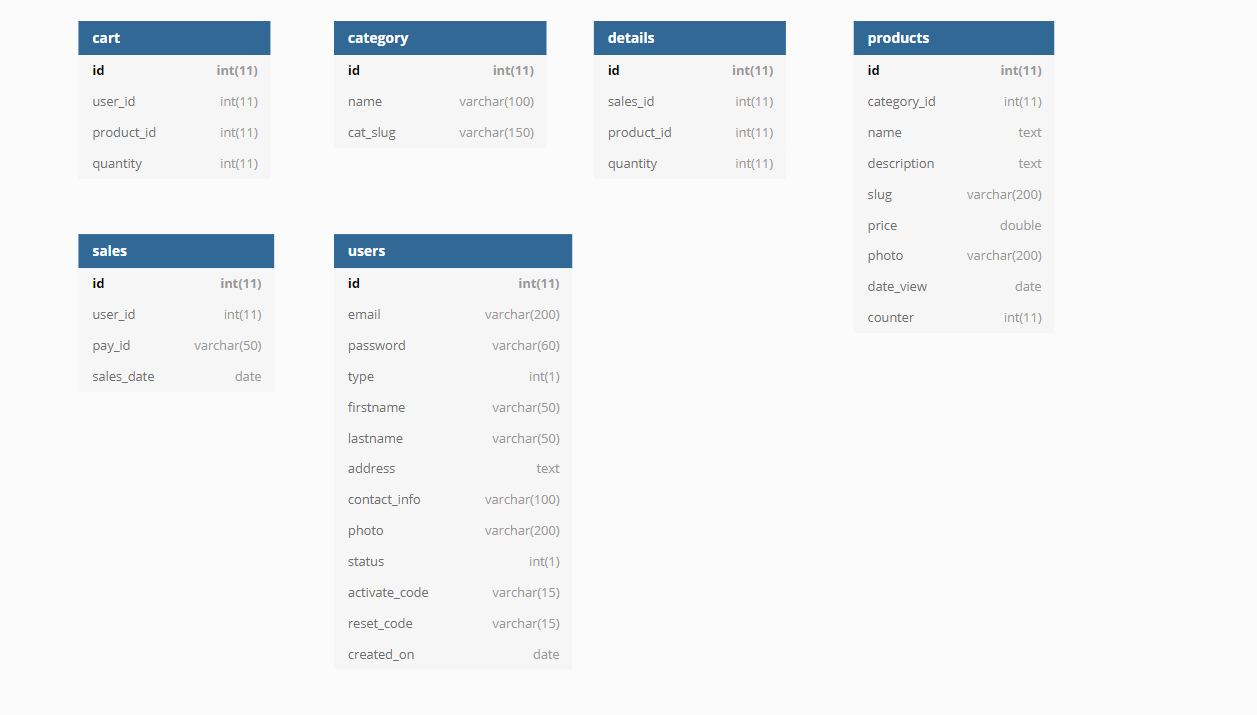 cart
id int(11)
user_id int(11)
product_id int(11)
quantity int(11)
category
id int(11)
name varchar(100)
cat_slug varchar(150)
details
id int(11)
sales_id int(11)
product_id int(11)
quantity int(11)
products
id int(11)
category_id int(11)
name text
description text
slug varchar(200)
price double
photo varchar(200)
date_view date
counter int(11)
sales
id int(11)
user_id int(11)
pay_id varchar(50)
sales_date date
users
id int(11)
email varchar(200)
password varchar(60)
type int(1)
firstname varchar(50)
lastname varchar(50)
address text
contact_info varchar(100)
photo varchar(200)
status int(1)
activate_code varchar(15)
reset_code varchar(15)
created_on date